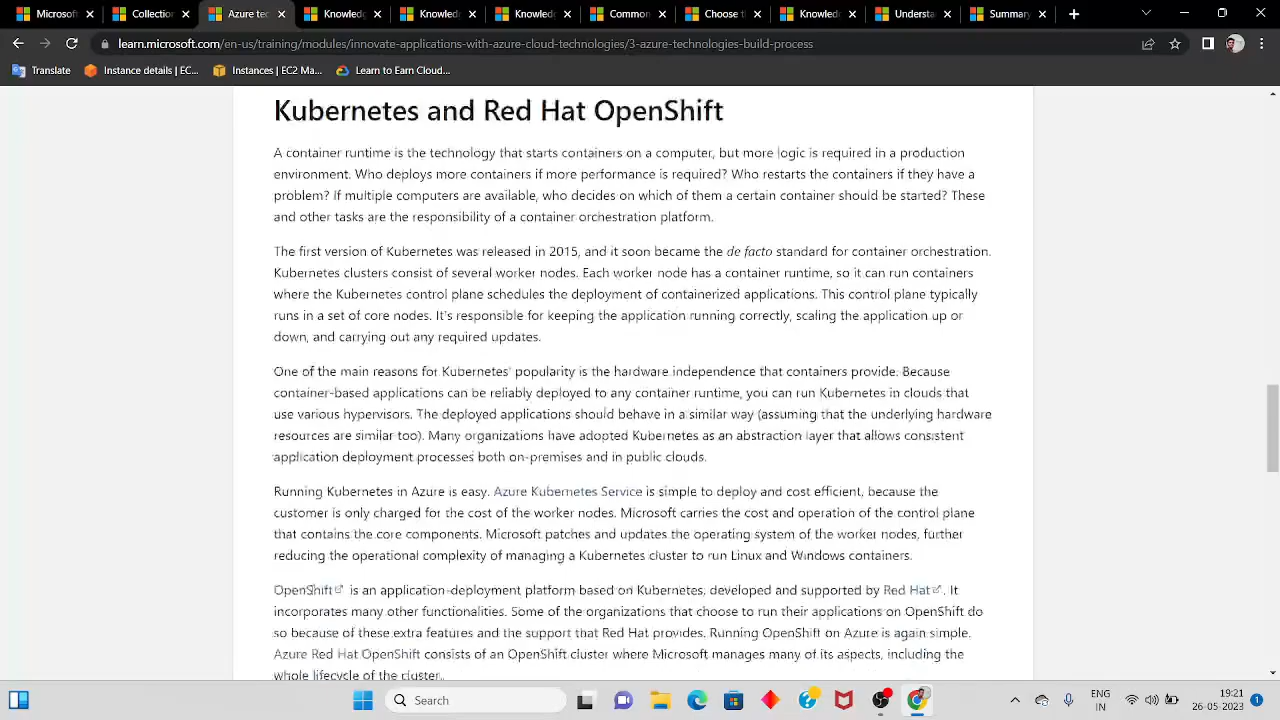 Microsoft
Collection
Azure tec
Knowledg
Knowledg
Knowledg
Common
Choose th
Knowledg
Understa
Summary
learn.microsoft.com/en-us/training/modules/innovate-applications-with-azure-cloud-technologies/3-azure-technologies-build-process
Translate
Instance details | EC...
Instances | EC2 Ma...
Learn to Earn Cloud...
Kubernetes and Red Hat OpenShift
A container runtime is the technology that starts containers on a computer, but more logic is required in a production
environment. Who deploys more containers if more performance is required? Who restarts the containers if they have a
problem? If multiple computers are available, who decides on which of them a certain container should be started? These
and other tasks are the responsibility of a container orchestration platform.
The first version of Kubernetes was released in 2015, and it soon became the de facto standard for container orchestration.
Kubernetes clusters consist of several worker nodes. Each worker node has a container runtime, so it can run containers
where the Kubernetes control plane schedules the deployment of containerized applications. This control plane typically
runs in a set of core nodes. It's responsible for keeping the application running correctly, scaling the application up or
down, and carrying out any required updates.
One of the main reasons for Kubernetes' popularity is the hardware independence that containers provide. Because
container-based applications can be reliably deployed to any container runtime, you can run Kubernetes in clouds that
use various hypervisors. The deployed applications should behave in a similar way (assuming that the underlying hardware
resources are similar too). Many organizations have adopted Kubernetes as an abstraction layer that allows consistent
application deployment processes both on-premises and in public clouds.
Running Kubernetes in Azure is easy. Azure Kubernetes Service is simple to deploy and cost efficient, because the
customer is only charged for the cost of the worker nodes. Microsoft carries the cost and operation of the control plane
that contains the core components. Microsoft patches and updates the operating system of the worker nodes, further
reducing the operational complexity of managing a Kubernetes cluster to run Linux and Windows containers.
OpenShift is an application-deployment platform based on Kubernetes, developed and supported by Red Hat. It
incorporates many other functionalities. Some of the organizations that choose to run their applications on OpenShift do
so because of these extra features and the support that Red Hat provides. Running OpenShift on Azure is again simple.
Azure Red Hat OpenShift consists of an OpenShift cluster where Microsoft manages many of its aspects, including the
whole lifecycle of the cluster.
Search
ENG
IN
19:21
26-05-2023
1